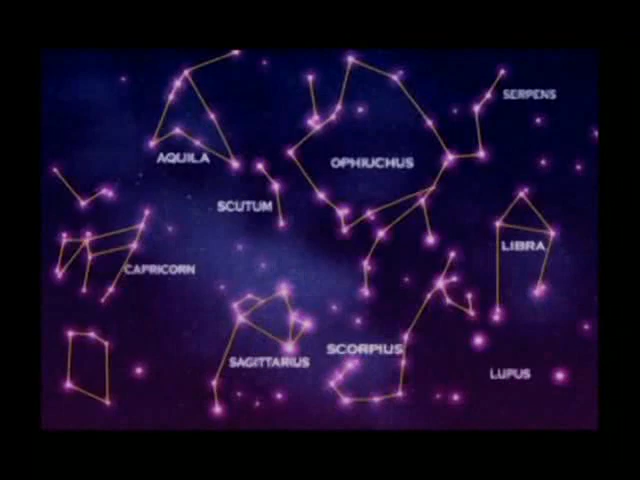 SERPENS
AQUILA
OPHIUCHUS
SCUTUM
LIBRA
CAPRICORN
SCORPIUS
SAGITTARIUS
LUPUS